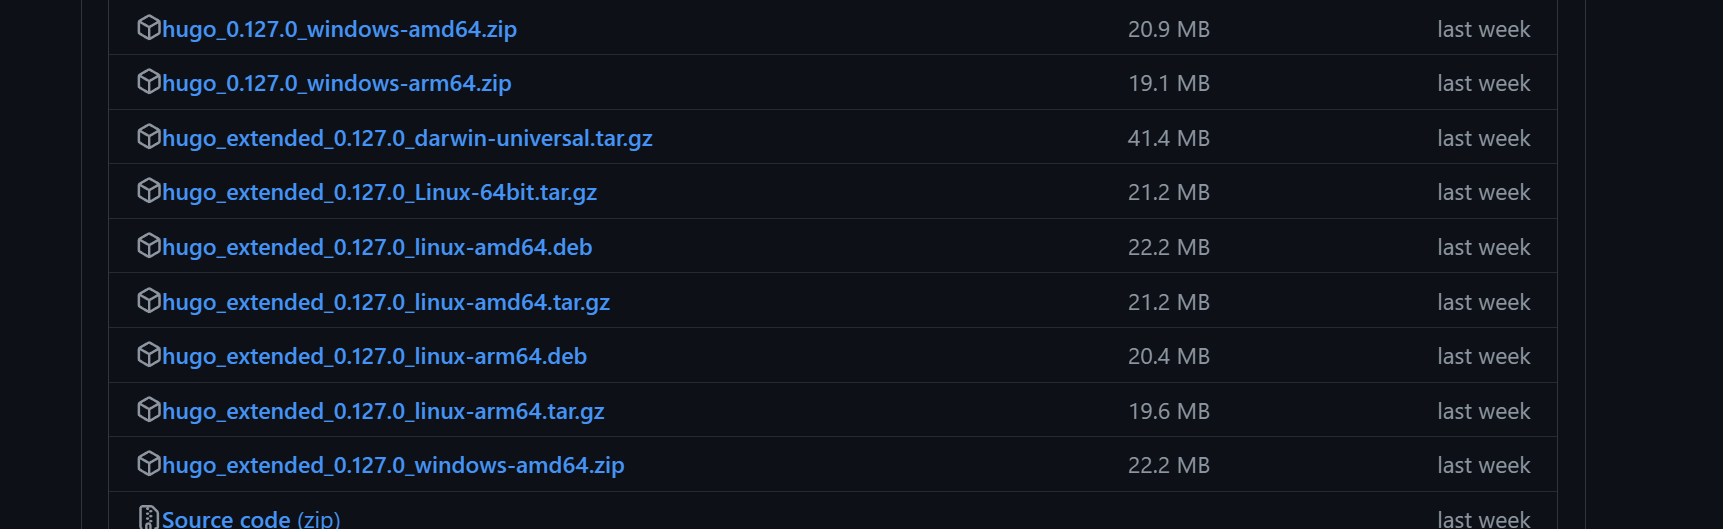 hugo_0.127.0_windows-amd64.zip 20.9 MB last week
hugo_0.127.0_windows-arm64.zip 19.1 MB last week
hugo_extended_0.127.0_darwin-universal.tar.gz 41.4 MB last week
hugo_extended_0.127.0_Linux-64bit.tar.gz 21.2 MB last week
hugo_extended_0.127.0_linux-amd64.deb 22.2 MB last week
hugo_extended_0.127.0_linux-amd64.tar.gz 21.2 MB last week
hugo_extended_0.127.0_linux-arm64.deb 20.4 MB last week
hugo_extended_0.127.0_linux-arm64.tar.gz 19.6 MB last week
hugo_extended_0.127.0_windows-amd64.zip 22.2 MB last week
Source code (zip) last week